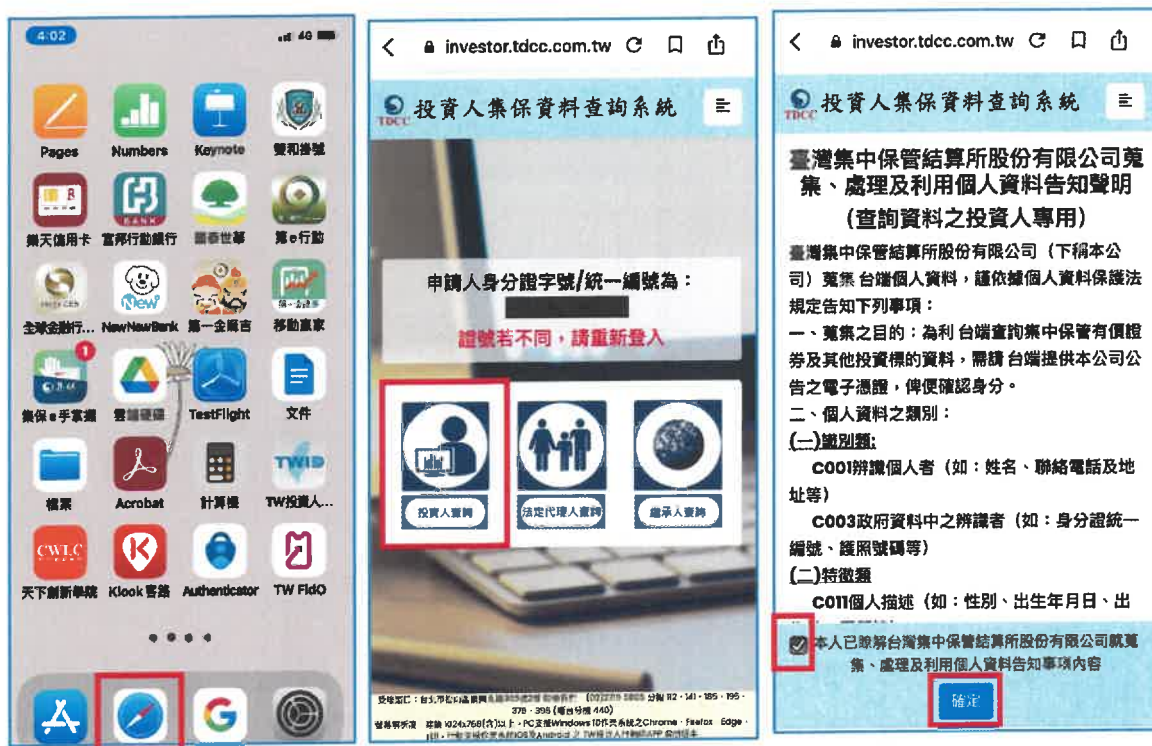 4:02
4G
Pages
Numbers
Keynote
雙和掛號
樂天信用卡
富邦行動銀行
國泰世華
第e行動
全球金融行...
New
NewNewBank
第一金厲言
移動贏家
1
集保e手掌握
雲端硬碟
TestFlight
文件
檔案
Acrobat
計算機
TWID
TW投資人...
CWLC
天下創新學院
Klook 客路
Authenticator
TW FidO
investor.tdcc.com.tw
TDCC 投資人集保資料查詢系統
申請人身分證字號/統一編號為：
證號若不同，請重新登入
投資人查詢
法定代理人查詢
繼承人查詢
investor.tdcc.com.tw
TDCC 投資人集保資料查詢系統
臺灣集中保管結算所股份有限公司蒐
集、處理及利用個人資料告知聲明
（查詢資料之投資人專用）
臺灣集中保管結算所股份有限公司（下稱本公
司）蒐集 台端個人資料，謹依據個人資料保護法
規定告知下列事項：
一、蒐集之目的：為利 台端查詢集中保管有價證
券及其他投資標的資料，需請 台端提供本公司公
告之電子憑證，俾便確認身分。
二、個人資料之類別：
(一)識別類:
C001辨識個人者（如：姓名、聯絡電話及地
址等）
C003政府資料中之辨識者（如：身分證統一
編號、護照號碼等）
(二)特徵類
C011個人描述（如：性別、出生年月日、出
本人已瞭解台灣集中保管結算所股份有限公司就蒐
集、處理及利用個人資料告知事項內容
確定